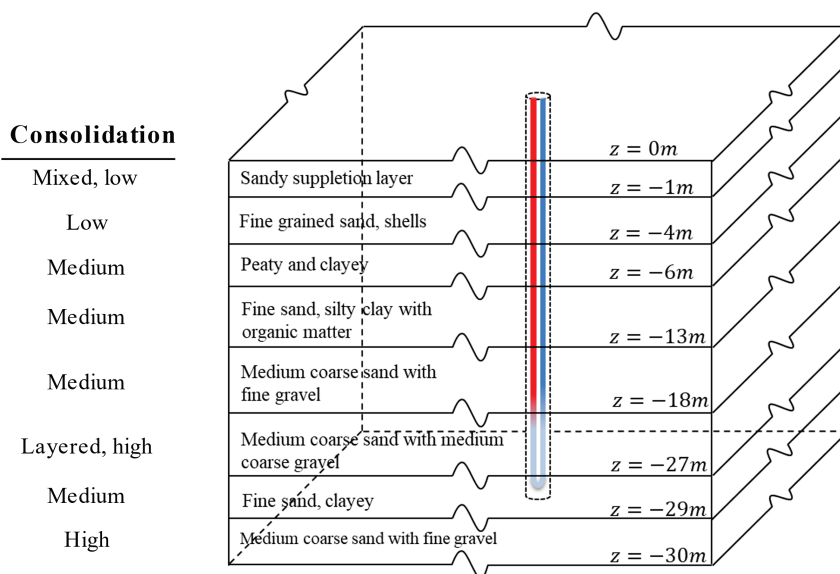 Consolidation
z = 0m
Mixed, low
Sandy suppletion layer
z = −1m
Low
Fine grained sand, shells
z = −4m
Medium
Peaty and clayey
z = −6m
Medium
Fine sand, silty clay with
organic matter
z = −13m
Medium
Medium coarse sand with
fine gravel
z = −18m
Layered, high
Medium coarse sand with medium
coarse gravel
z = −27m
Medium
Fine sand, clayey
z = −29m
High
Medium coarse sand with fine gravel
z = −30m